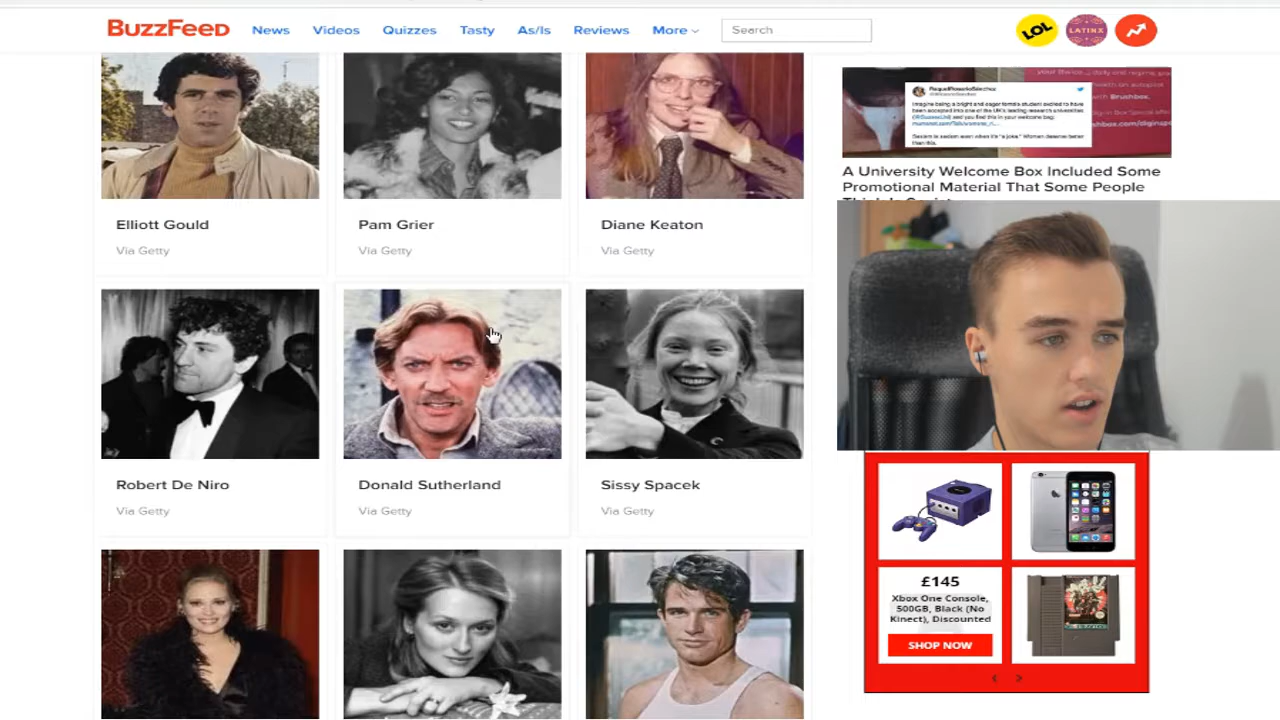 BuzzFeed
News
Videos
Quizzes
Tasty
As/Is
Reviews
More
Search
LOL
LATINX
Elliott Gould
Via Getty
Pam Grier
Via Getty
Diane Keaton
Via Getty
Robert De Niro
Via Getty
Donald Sutherland
Via Getty
Sissy Spacek
Via Getty
A University Welcome Box Included Some
Promotional Material That Some People
£145
Xbox One Console,
500GB, Black (No
Kinect), Discounted
SHOP NOW